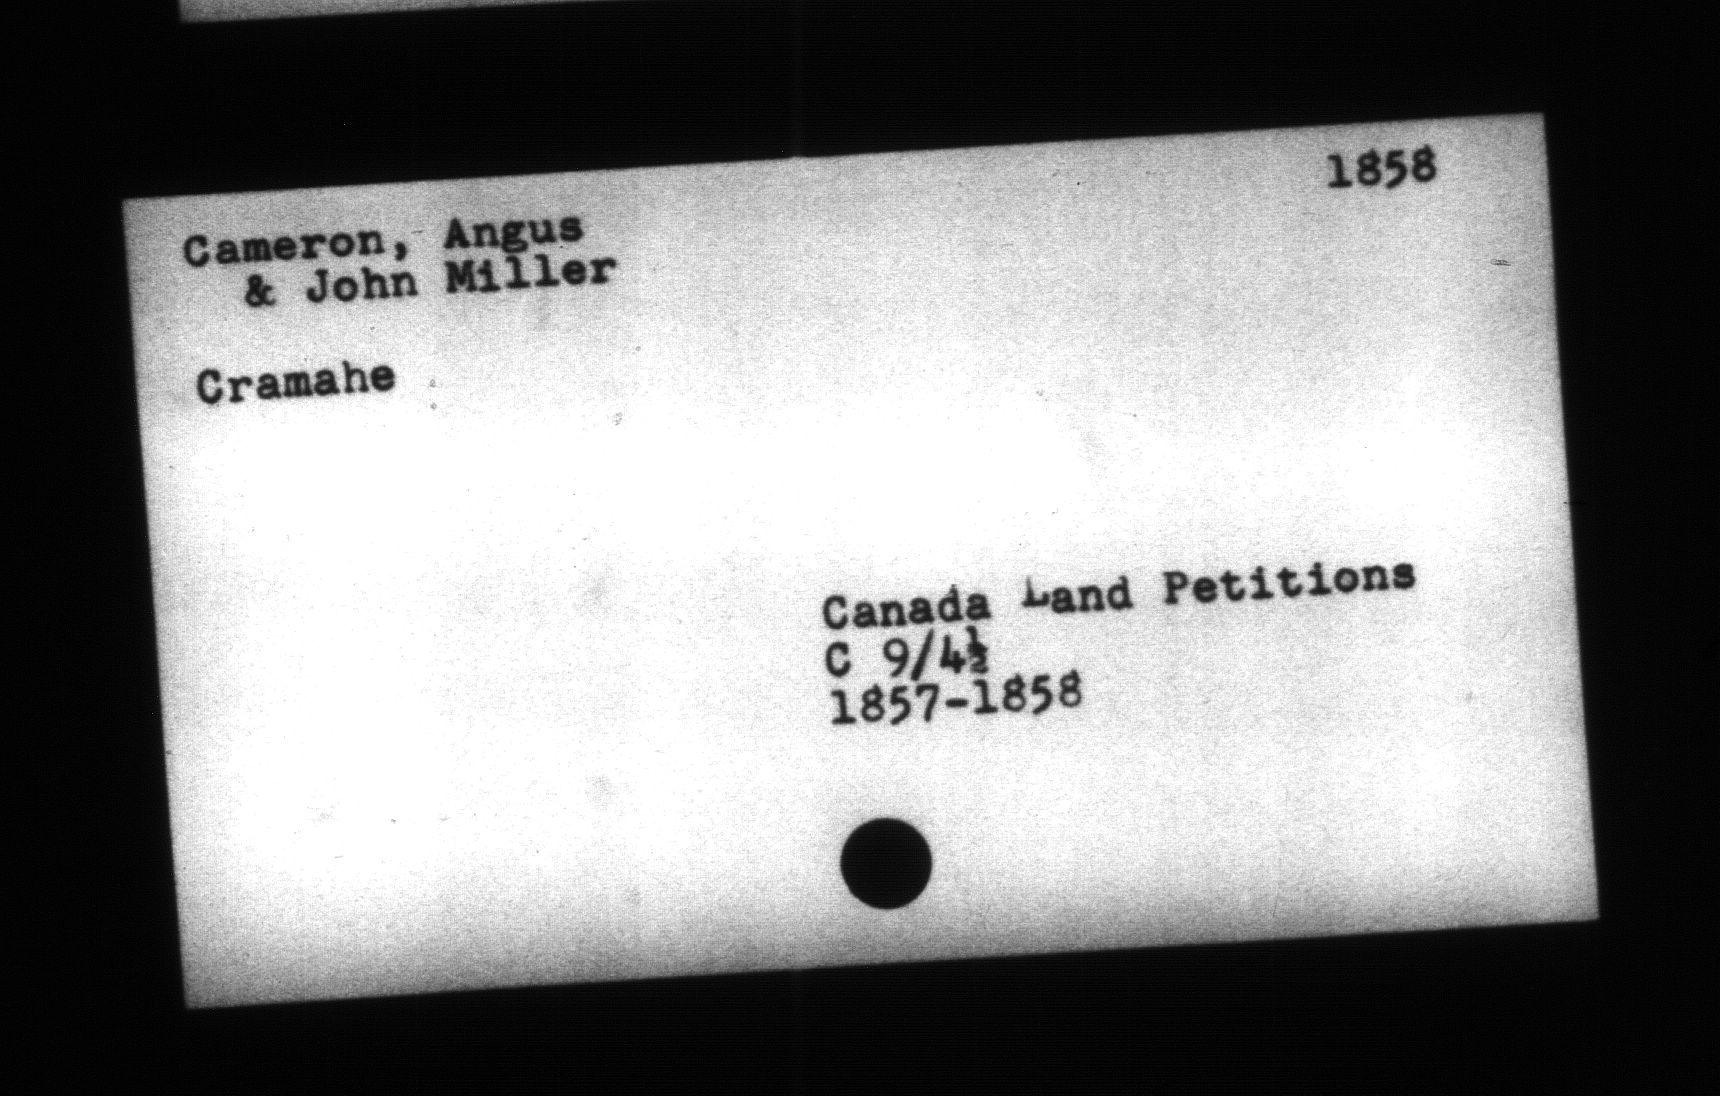 1858
Cameron, Angus
& John Miller
Cramahe
Canada Land Petitions
C 9/4½
1857-1858